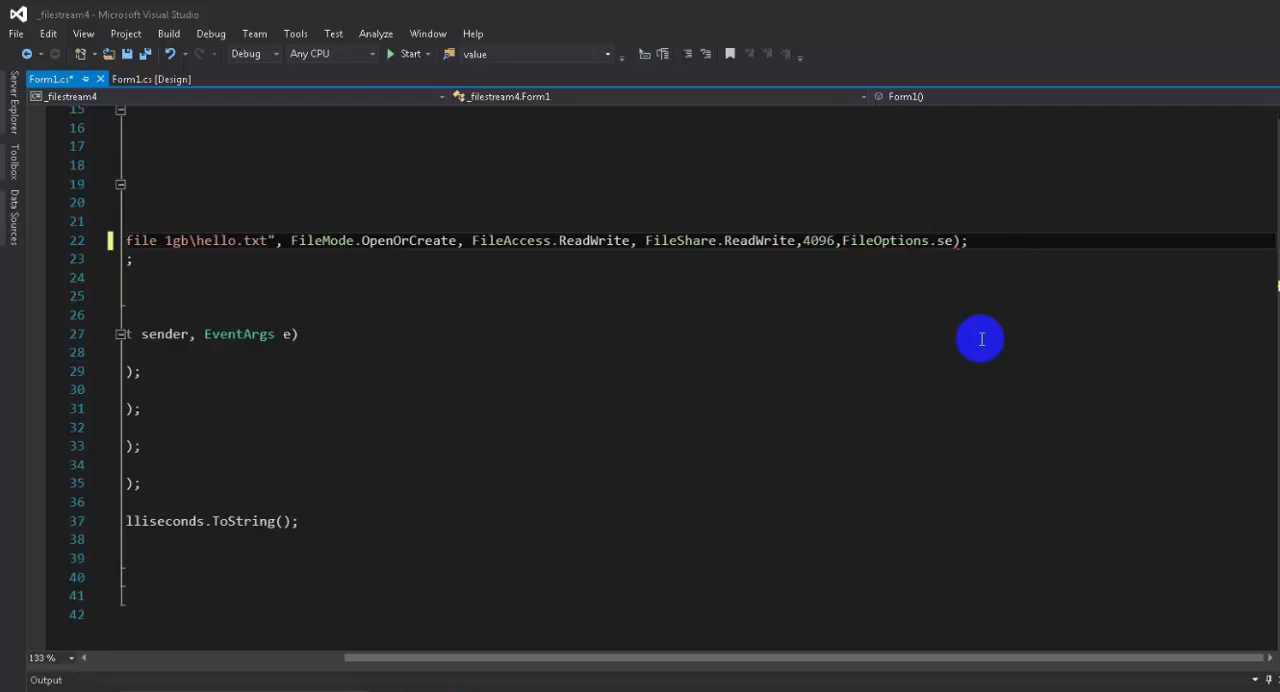 _filestream4 - Microsoft Visual Studio
File Edit View Project Build Debug Team Tools Test Analyze Window Help
Debug Any CPU Start value
Form1.cs* Form1.cs [Design]
_filestream4 _filestream4.Form1 Form1()
Server Explorer
Toolbox
Data Sources
15
16
17
18
19
20
21
22 file 1gb\hello.txt", FileMode.OpenOrCreate, FileAccess.ReadWrite, FileShare.ReadWrite,4096,FileOptions.se);
23 ;
24
25
26
27 t sender, EventArgs e)
28
29 );
30
31 );
32
33 );
34
35 );
36
37 lliseconds.ToString();
38
39
40
41
42
133 %
Output